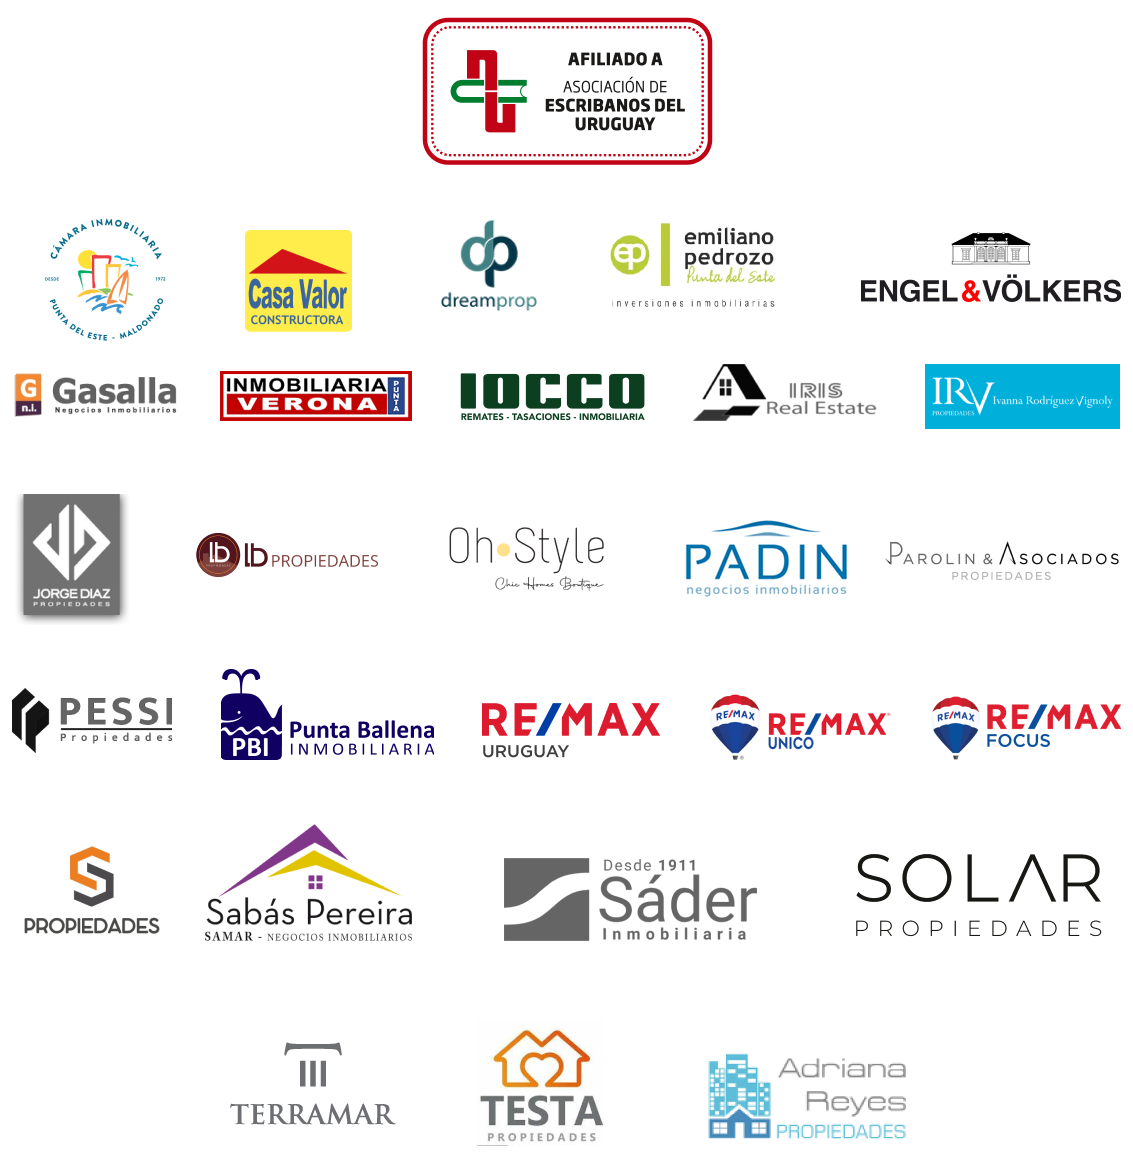 AFILIADO A
ASOCIACIÓN DE
ESCRIBANOS DEL
URUGUAY
CÁMARA INMOBILIARIA
DESDE 1972
PUNTA DEL ESTE - MALDONADO
Casa Valor
CONSTRUCTORA
dp
dreamprop
ep
emiliano
pedrozo
Punta del Este
inversiones inmobiliarias
ENGEL&VÖLKERS
G
n.i.
Gasalla
Negocios Inmobiliarios
INMOBILIARIA
VERONA
PUNTA
IOCCO
REMATES - TASACIONES - INMOBILIARIA
IRIS
Real Estate
IRV
PROPIEDADES
Ivanna Rodríguez Vignoly
JORGE DIAZ
PROPIEDADES
lb
lb PROPIEDADES
Oh Style
Chic Homes Boutique
PADIN
negocios inmobiliarios
PAROLIN & ASOCIADOS
PROPIEDADES
PESSI
Propiedades
PBI
Punta Ballena
INMOBILIARIA
RE/MAX
URUGUAY
RE/MAX
RE/MAX
UNICO
RE/MAX
RE/MAX
FOCUS
S
PROPIEDADES
Sabás Pereira
SAMAR - NEGOCIOS INMOBILIARIOS
Desde 1911
Sáder
Inmobiliaria
SOLAR
PROPIEDADES
TERRAMAR
TESTA
PROPIEDADES
Adriana
Reyes
PROPIEDADES